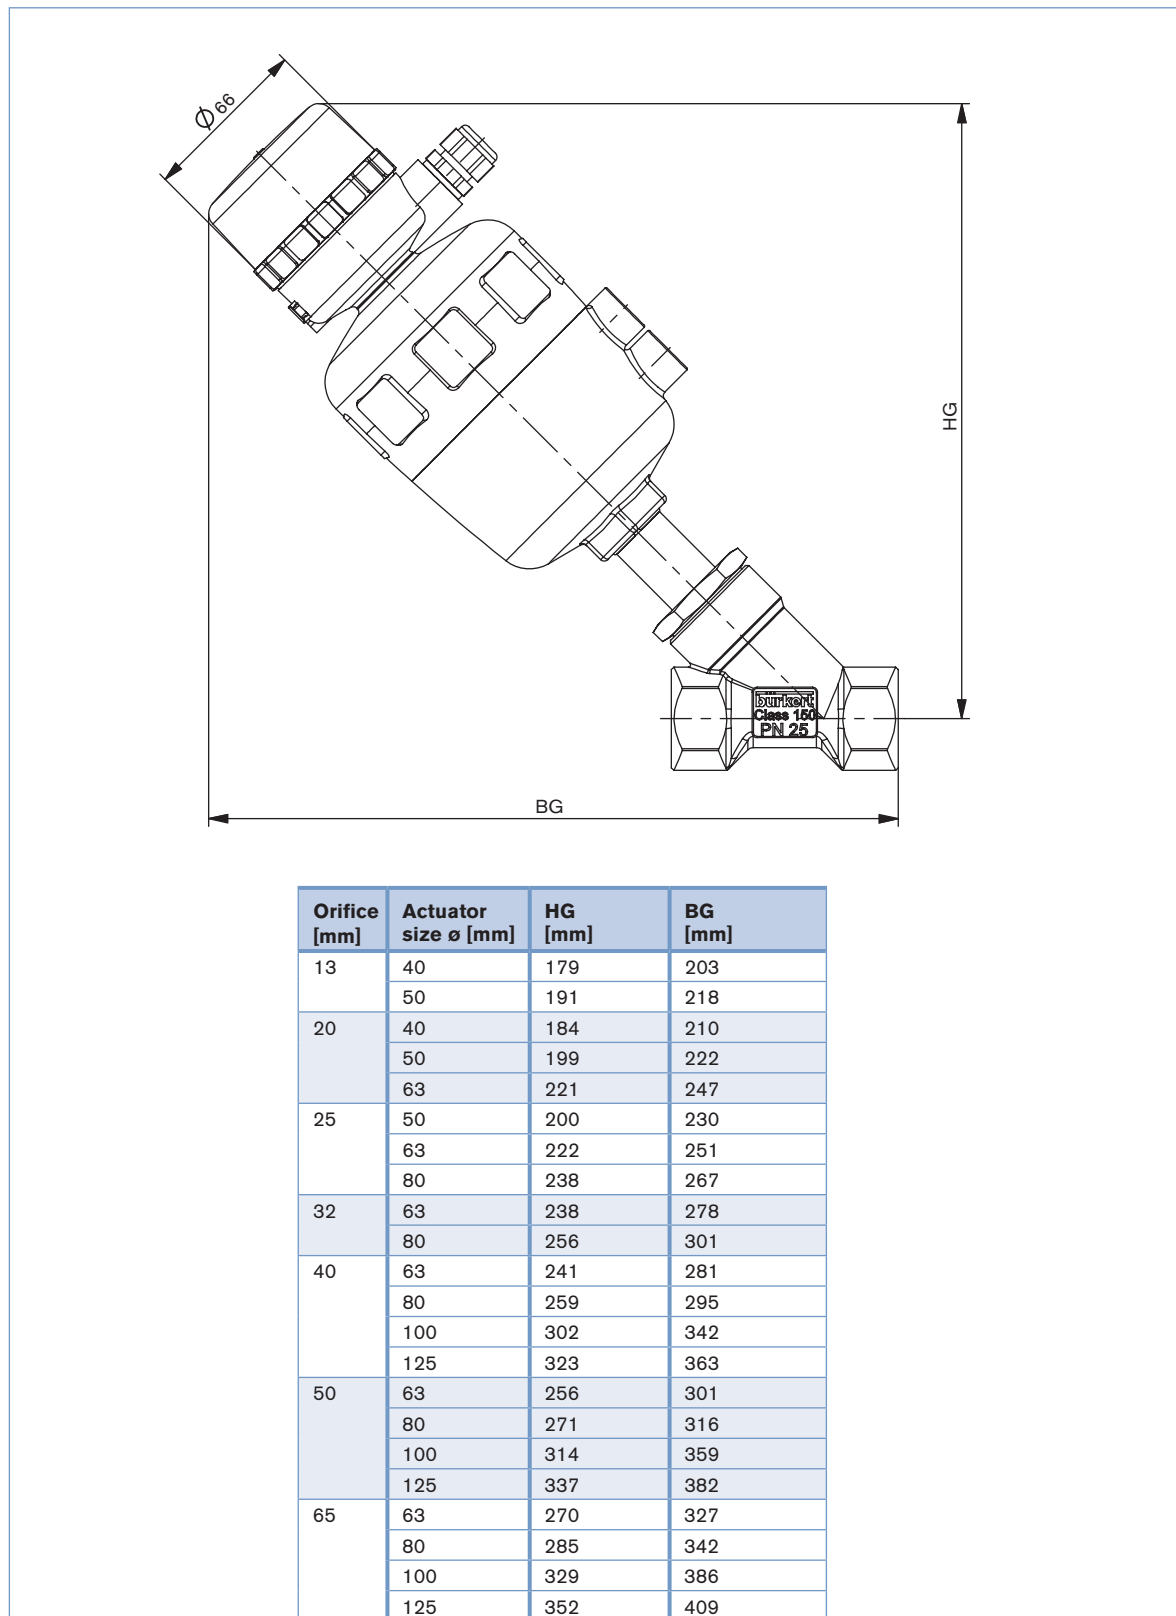 Φ 66
HG
bürkert
Class 150
PN 25
BG
Orifice [mm] Actuator size ø [mm] HG [mm] BG [mm]
13 40 179 203
50 191 218
20 40 184 210
50 199 222
63 221 247
25 50 200 230
63 222 251
80 238 267
32 63 238 278
80 256 301
40 63 241 281
80 259 295
100 302 342
125 323 363
50 63 256 301
80 271 316
100 314 359
125 337 382
65 63 270 327
80 285 342
100 329 386
125 352 409